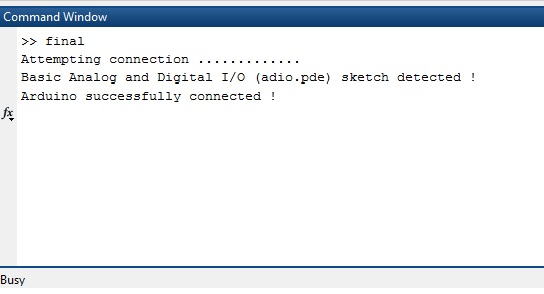 Command Window
>> final
Attempting connection .............
Basic Analog and Digital I/O (adio.pde) sketch detected !
Arduino successfully connected !
fx
Busy